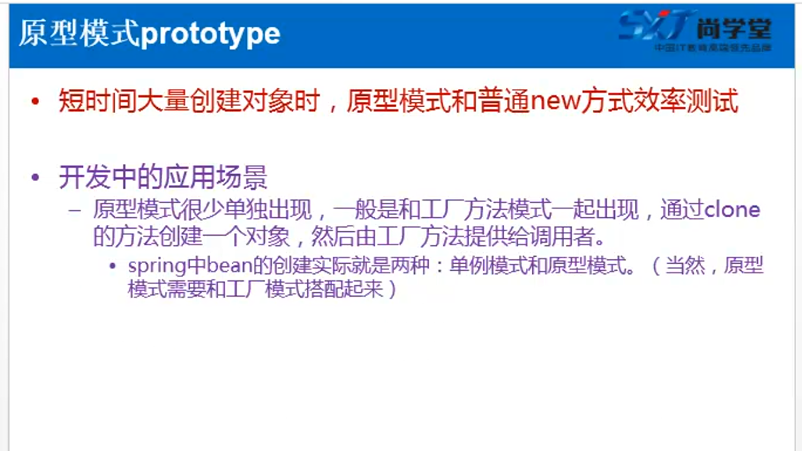 原型模式prototype
SXT 尚学堂
中国IT教育高端领先品牌
• 短时间大量创建对象时，原型模式和普通new方式效率测试
• 开发中的应用场景
– 原型模式很少单独出现，一般是和工厂方法模式一起出现，通过clone
的方法创建一个对象，然后由工厂方法提供给调用者。
• spring中bean的创建实际就是两种：单例模式和原型模式。（当然，原型
模式需要和工厂模式搭配起来）